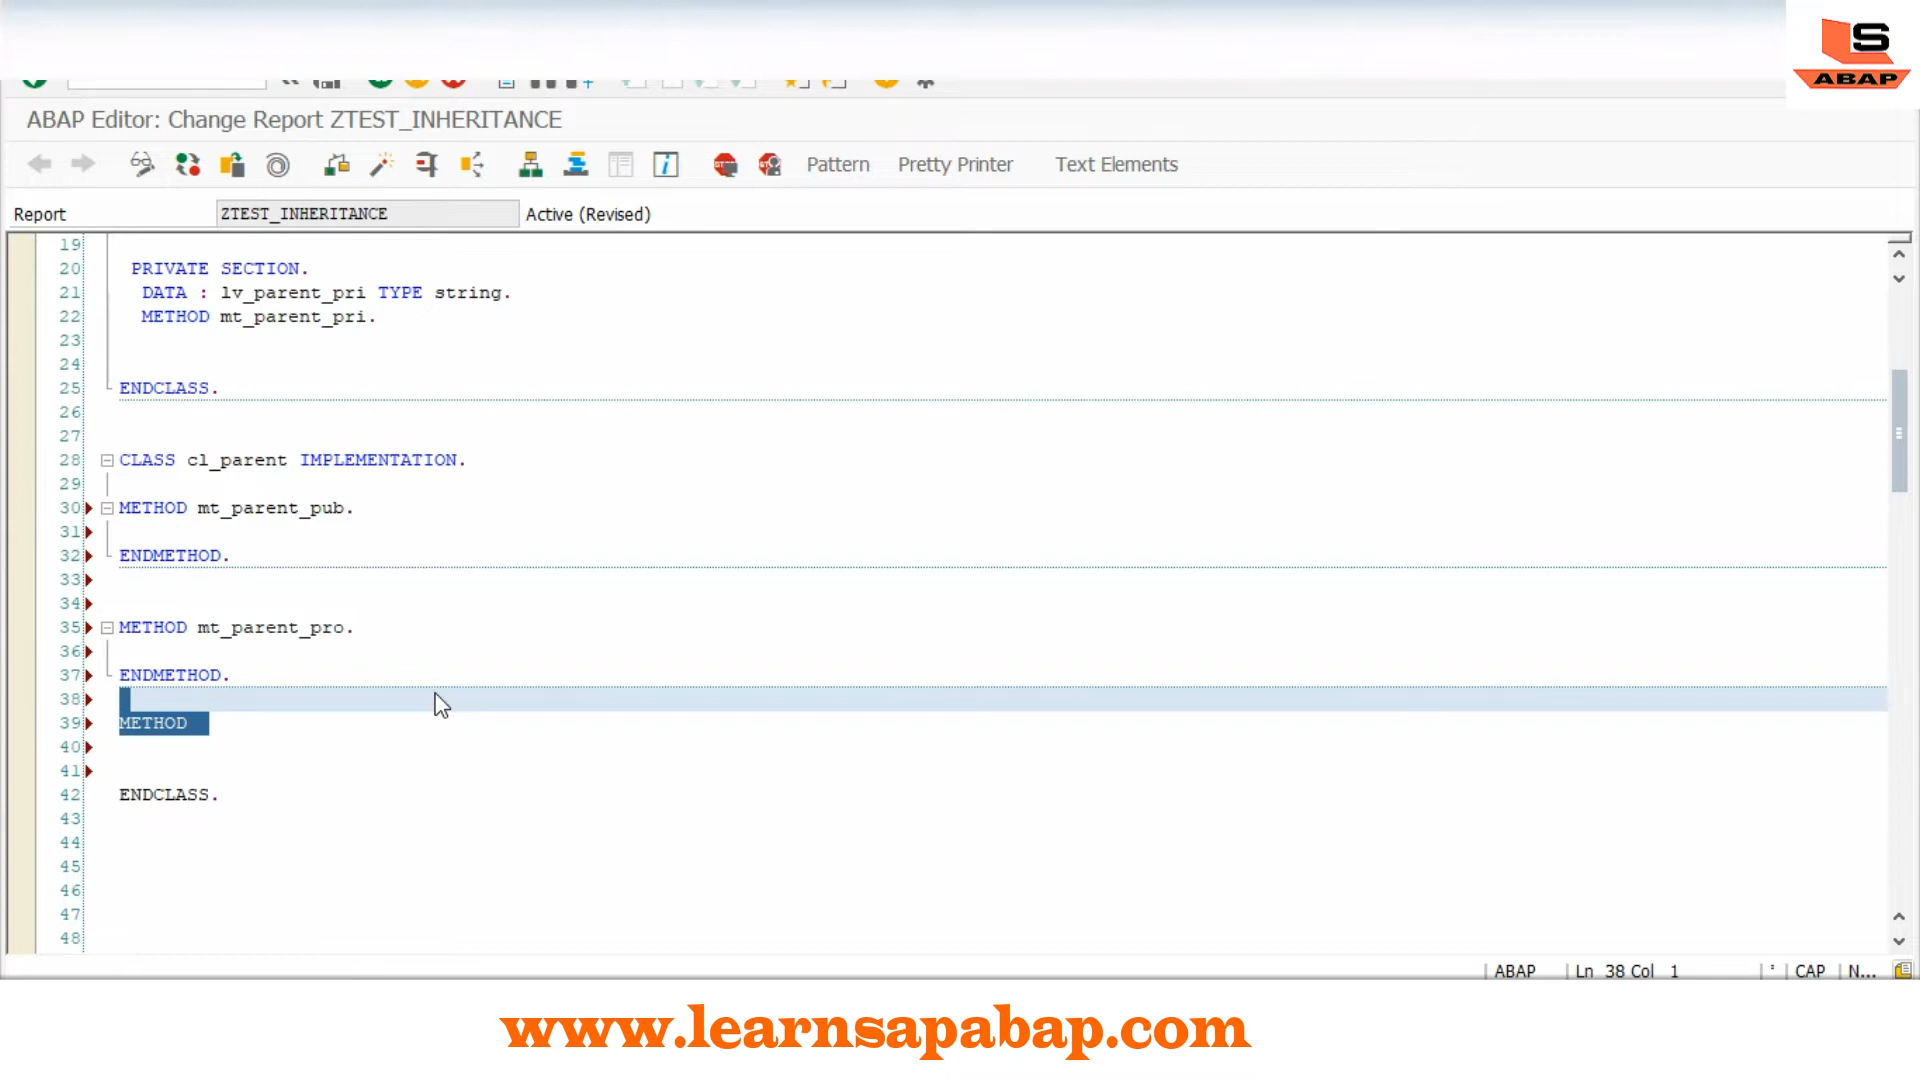 S
ABAP
ABAP Editor: Change Report ZTEST_INHERITANCE
Pattern Pretty Printer Text Elements
Report ZTEST_INHERITANCE Active (Revised)
19
20 PRIVATE SECTION.
21 DATA : lv_parent_pri TYPE string.
22 METHOD mt_parent_pri.
23
24
25 ENDCLASS.
26
27
28 CLASS cl_parent IMPLEMENTATION.
29
30 METHOD mt_parent_pub.
31
32 ENDMETHOD.
33
34
35 METHOD mt_parent_pro.
36
37 ENDMETHOD.
38
39 METHOD
40
41
42 ENDCLASS.
43
44
45
46
47
48
ABAP Ln 38 Col 1 CAP N...
www.learnsapabap.com